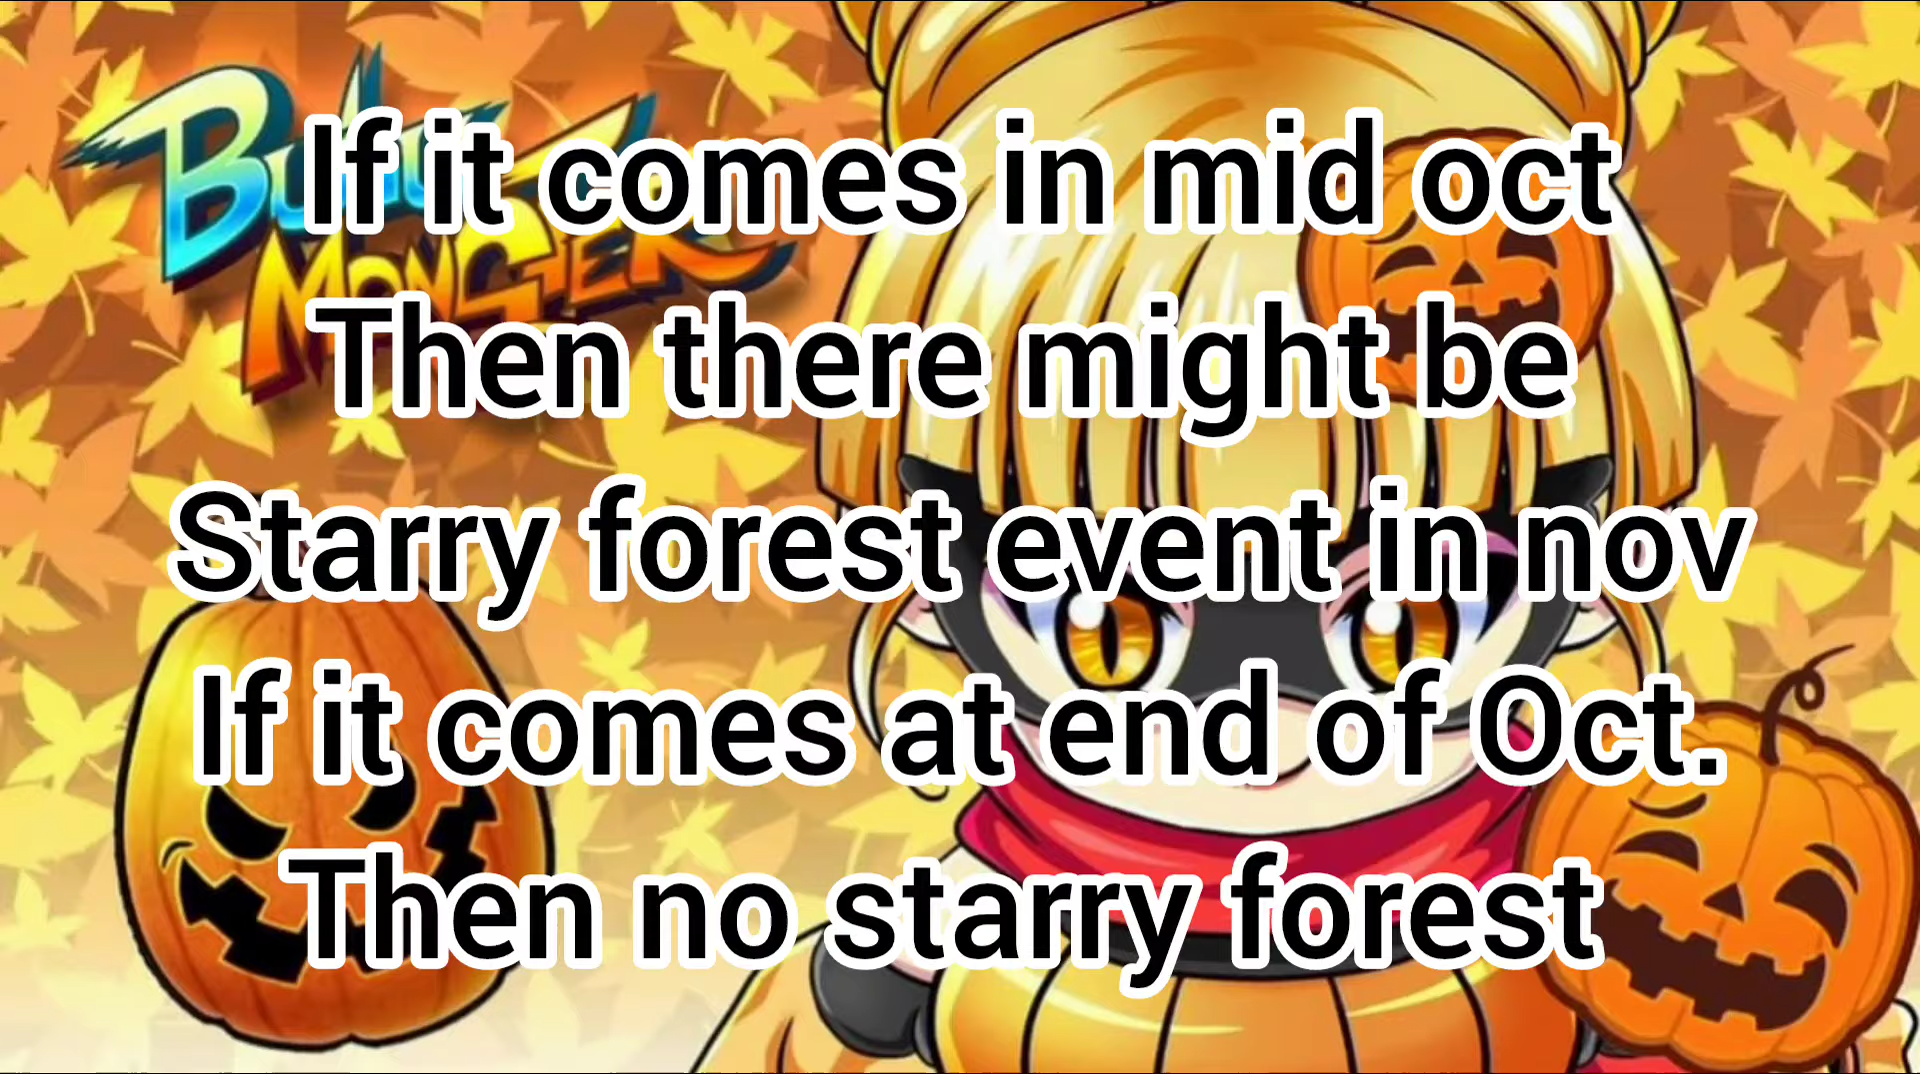 If it comes in mid oct
Then there might be
Starry forest event in nov
If it comes at end of Oct.
Then no starry forest
MONSTER